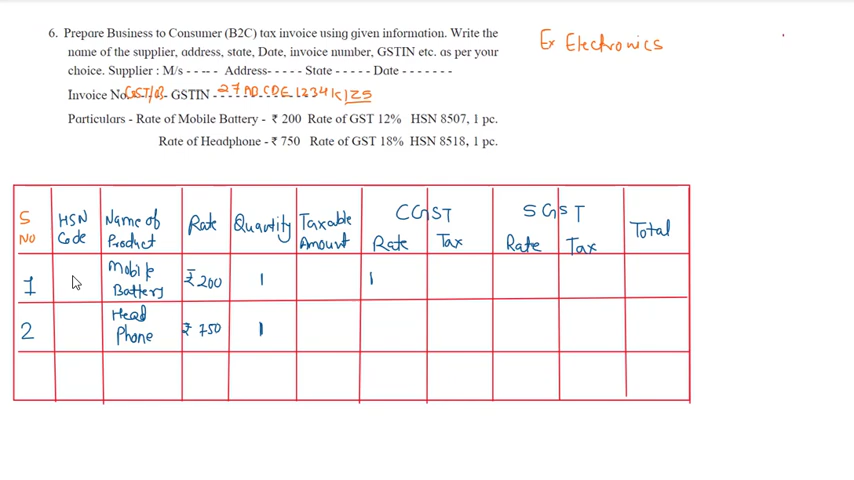 6. Prepare Business to Consumer (B2C) tax invoice using given information. Write the
name of the supplier, address, state, Date, invoice number, GSTIN etc. as per your
choice. Supplier : M/s - - - - - Address- - - - - State - - - - - Date - - - - - - -
Invoice No. GST/ - GSTIN - 27ABCDE1234K1Z5
Particulars - Rate of Mobile Battery - ₹ 200 Rate of GST 12% HSN 8507, 1 pc.
Rate of Headphone - ₹ 750 Rate of GST 18% HSN 8518, 1 pc.
Ex Electronics
S NO HSN Code Name of Product Rate Quantity Taxable Amount CGST Rate Tax SGST Rate Tax Total
1 Mobile Battery ₹ 200 1 1
2 Head Phone ₹ 750 1